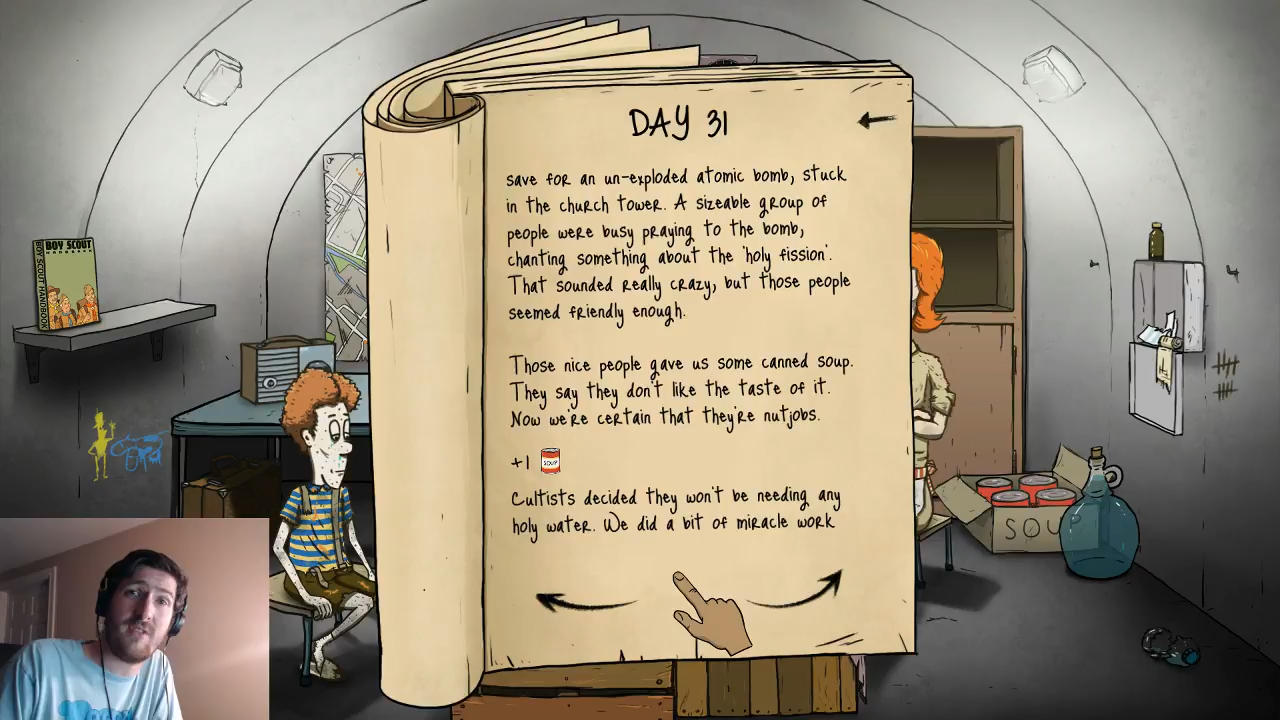 DAY 31
save for an un-exploded atomic bomb, stuck
in the church tower. A sizeable group of
people were busy praying to the bomb,
chanting something about the 'holy fission'.
That sounded really crazy, but those people
seemed friendly enough.
Those nice people gave us some canned soup.
They say they don't like the taste of it.
Now we're certain that they're nutjobs.
+1 SOUP
Cultists decided they won't be needing any
holy water. We did a bit of miracle work
BOY SCOUT
BOY SCOUT HANDBOOK
SOU